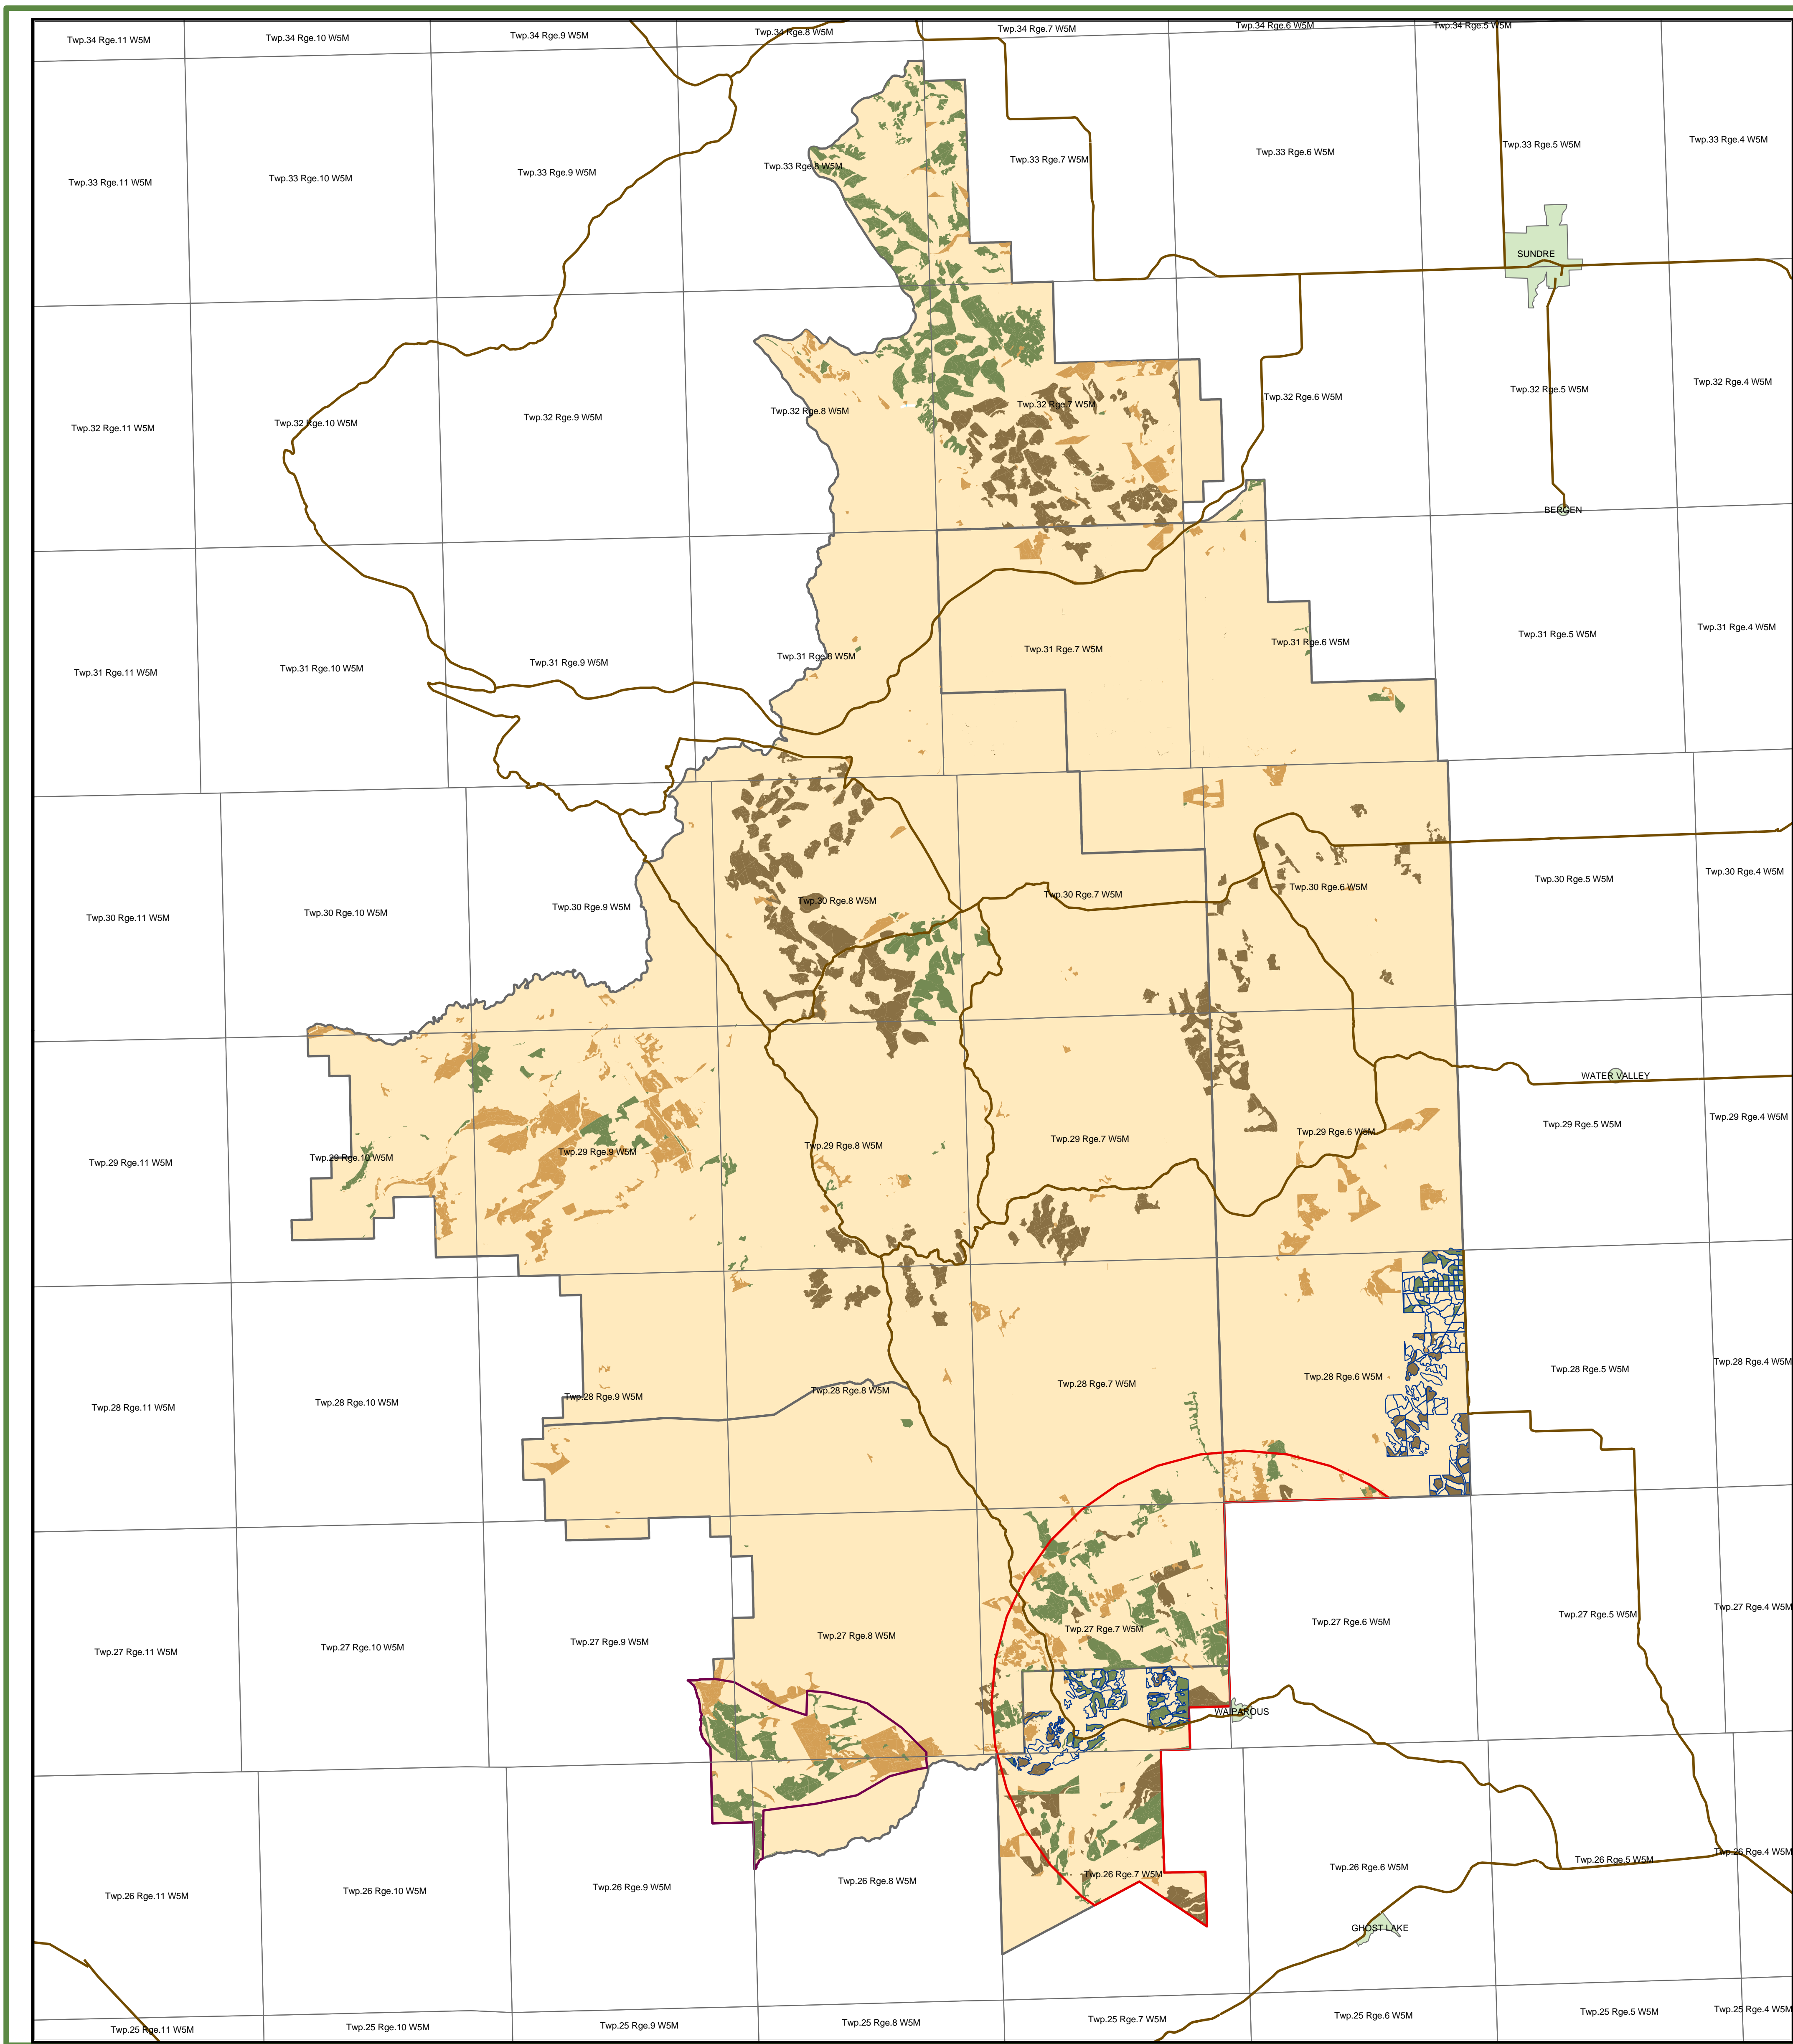 Twp.34 Rge.11 W5M
Twp.34 Rge.10 W5M
Twp.34 Rge.9 W5M
Twp.34 Rge.8 W5M
Twp.34 Rge.7 W5M
Twp.34 Rge.6 W5M
Twp.34 Rge.5 W5M
Twp.33 Rge.11 W5M
Twp.33 Rge.10 W5M
Twp.33 Rge.9 W5M
Twp.33 Rge.8 W5M
Twp.33 Rge.7 W5M
Twp.33 Rge.6 W5M
Twp.33 Rge.5 W5M
Twp.33 Rge.4 W5M
SUNDRE
Twp.32 Rge.11 W5M
Twp.32 Rge.10 W5M
Twp.32 Rge.9 W5M
Twp.32 Rge.8 W5M
Twp.32 Rge.7 W5M
Twp.32 Rge.6 W5M
Twp.32 Rge.5 W5M
Twp.32 Rge.4 W5M
BERGEN
Twp.31 Rge.11 W5M
Twp.31 Rge.10 W5M
Twp.31 Rge.9 W5M
Twp.31 Rge.8 W5M
Twp.31 Rge.7 W5M
Twp.31 Rge.6 W5M
Twp.31 Rge.5 W5M
Twp.31 Rge.4 W5M
Twp.30 Rge.11 W5M
Twp.30 Rge.10 W5M
Twp.30 Rge.9 W5M
Twp.30 Rge.8 W5M
Twp.30 Rge.7 W5M
Twp.30 Rge.6 W5M
Twp.30 Rge.5 W5M
Twp.30 Rge.4 W5M
WATER VALLEY
Twp.29 Rge.11 W5M
Twp.29 Rge.10 W5M
Twp.29 Rge.9 W5M
Twp.29 Rge.8 W5M
Twp.29 Rge.7 W5M
Twp.29 Rge.6 W5M
Twp.29 Rge.5 W5M
Twp.29 Rge.4 W5M
Twp.28 Rge.11 W5M
Twp.28 Rge.10 W5M
Twp.28 Rge.9 W5M
Twp.28 Rge.8 W5M
Twp.28 Rge.7 W5M
Twp.28 Rge.6 W5M
Twp.28 Rge.5 W5M
Twp.28 Rge.4 W5M
Twp.27 Rge.11 W5M
Twp.27 Rge.10 W5M
Twp.27 Rge.9 W5M
Twp.27 Rge.8 W5M
Twp.27 Rge.7 W5M
Twp.27 Rge.6 W5M
Twp.27 Rge.5 W5M
Twp.27 Rge.4 W5M
WAIPAROUS
Twp.26 Rge.11 W5M
Twp.26 Rge.10 W5M
Twp.26 Rge.9 W5M
Twp.26 Rge.8 W5M
Twp.26 Rge.7 W5M
Twp.26 Rge.6 W5M
Twp.26 Rge.5 W5M
Twp.26 Rge.4 W5M
GHOST LAKE
Twp.25 Rge.11 W5M
Twp.25 Rge.10 W5M
Twp.25 Rge.9 W5M
Twp.25 Rge.8 W5M
Twp.25 Rge.7 W5M
Twp.25 Rge.6 W5M
Twp.25 Rge.5 W5M
Twp.25 Rge.4 W5M